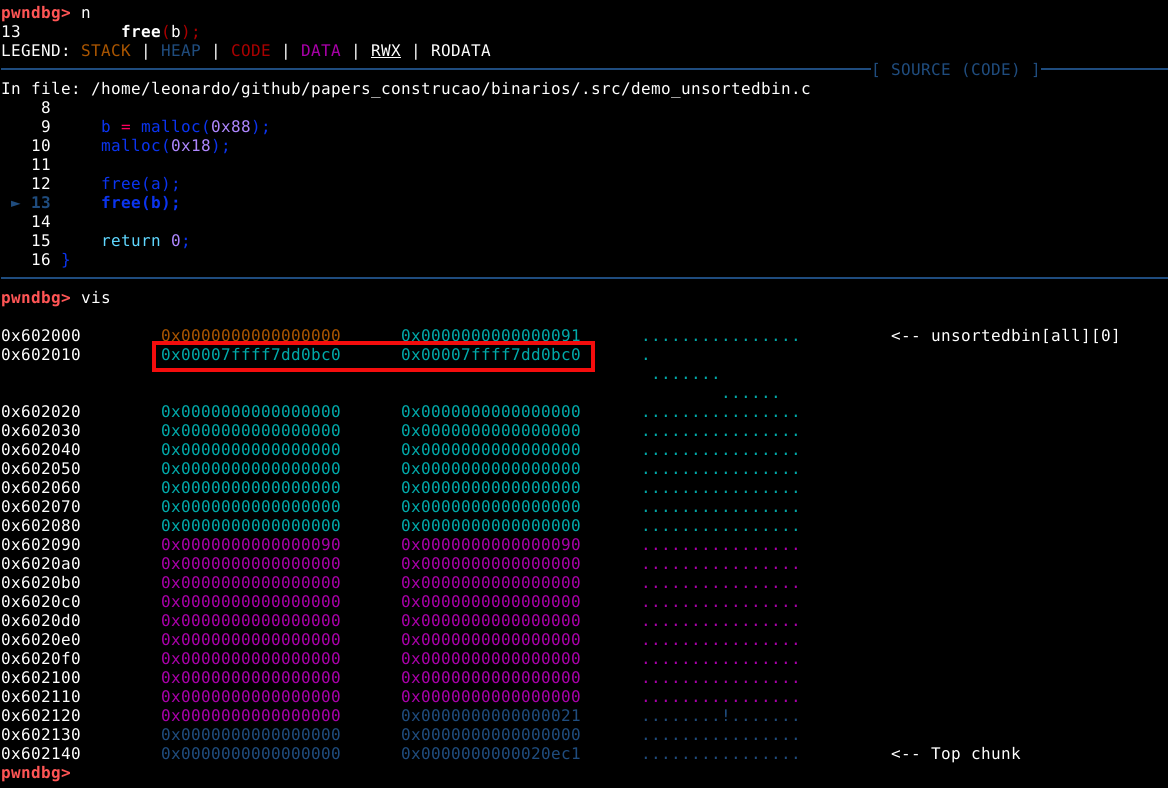 pwndbg> n
13          free(b);
LEGEND: STACK | HEAP | CODE | DATA | RWX | RODATA
[ SOURCE (CODE) ]
In file: /home/leonardo/github/papers_construcao/binarios/.src/demo_unsortedbin.c
    8
    9     b = malloc(0x88);
   10     malloc(0x18);
   11
   12     free(a);
 ► 13     free(b);
   14
   15     return 0;
   16 }
pwndbg> vis
0x602000        0x0000000000000000      0x0000000000000091      ................         <-- unsortedbin[all][0]
0x602010        0x00007ffff7dd0bc0      0x00007ffff7dd0bc0      .
 .......
        ......
0x602020        0x0000000000000000      0x0000000000000000      ................
0x602030        0x0000000000000000      0x0000000000000000      ................
0x602040        0x0000000000000000      0x0000000000000000      ................
0x602050        0x0000000000000000      0x0000000000000000      ................
0x602060        0x0000000000000000      0x0000000000000000      ................
0x602070        0x0000000000000000      0x0000000000000000      ................
0x602080        0x0000000000000000      0x0000000000000000      ................
0x602090        0x0000000000000090      0x0000000000000090      ................
0x6020a0        0x0000000000000000      0x0000000000000000      ................
0x6020b0        0x0000000000000000      0x0000000000000000      ................
0x6020c0        0x0000000000000000      0x0000000000000000      ................
0x6020d0        0x0000000000000000      0x0000000000000000      ................
0x6020e0        0x0000000000000000      0x0000000000000000      ................
0x6020f0        0x0000000000000000      0x0000000000000000      ................
0x602100        0x0000000000000000      0x0000000000000000      ................
0x602110        0x0000000000000000      0x0000000000000000      ................
0x602120        0x0000000000000000      0x0000000000000021      ........!.......
0x602130        0x0000000000000000      0x0000000000000000      ................
0x602140        0x0000000000000000      0x0000000000020ec1      ................         <-- Top chunk
pwndbg>